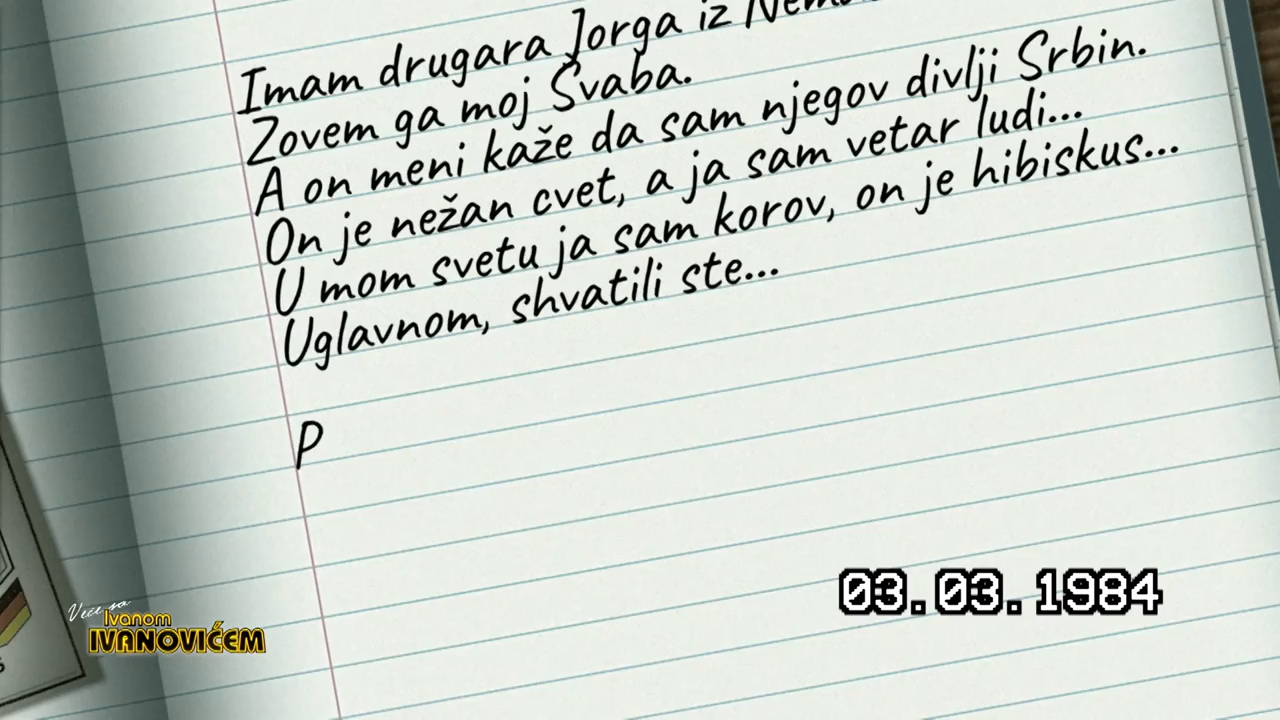 Imam drugara Jorga iz
Zovem ga moj Švaba.
A on meni kaže da sam njegov divlji Srbin.
On je nežan cvet, a ja sam vetar ludi...
U mom svetu ja sam korov, on je hibiskus...
Uglavnom, shvatili ste...
P
03.03.1984
Veče sa
Ivanom
IVANOVIĆEM